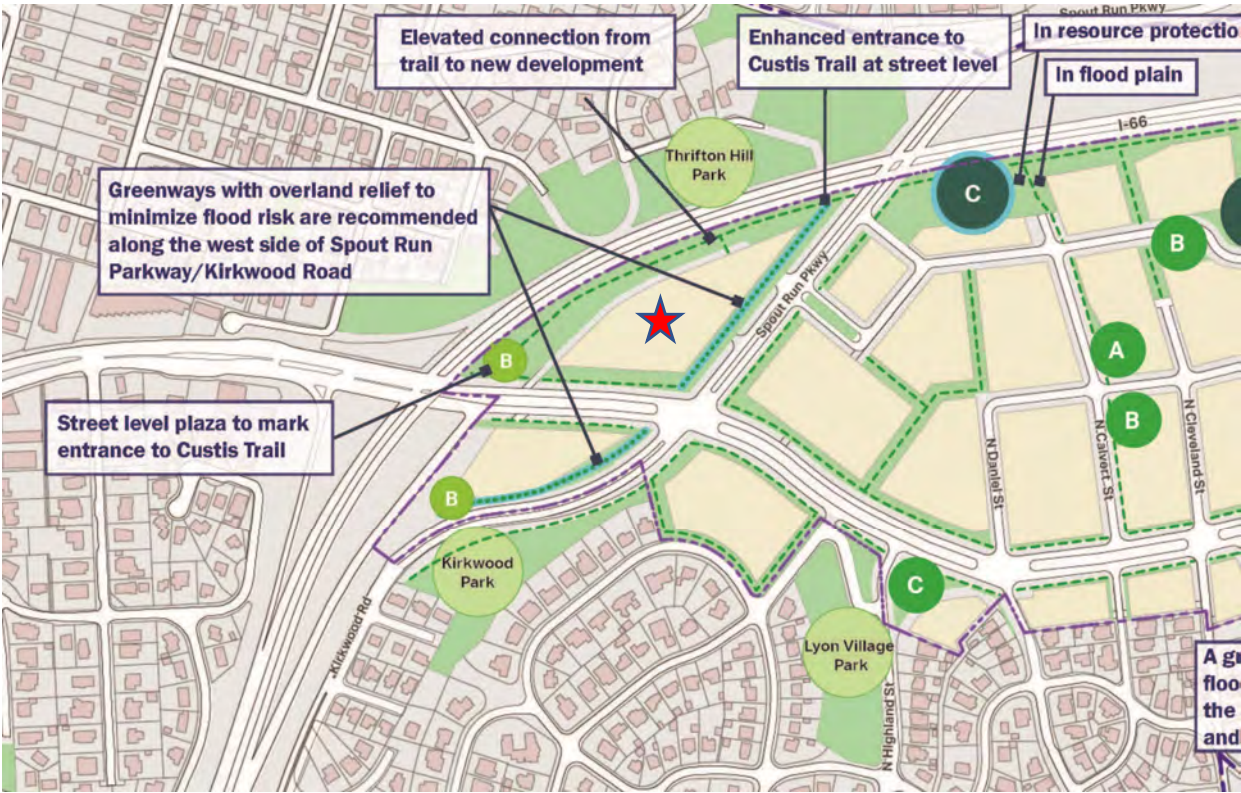 Spout Run Pkwy
Elevated connection from
trail to new development
Enhanced entrance to
Custis Trail at street level
In resource protectio
In flood plain
I-66
Thrifton Hill
Park
Greenways with overland relief to
minimize flood risk are recommended
along the west side of Spout Run
Parkway/Kirkwood Road
C
B
Spout Run Pkwy
B
A
Street level plaza to mark
entrance to Custis Trail
B
N Daniel St
N Calvert St
N Cleveland St
B
Kirkwood
Park
C
Kirkwood Rd
Lyon Village
Park
N Highland St
A gr
flood
the
and